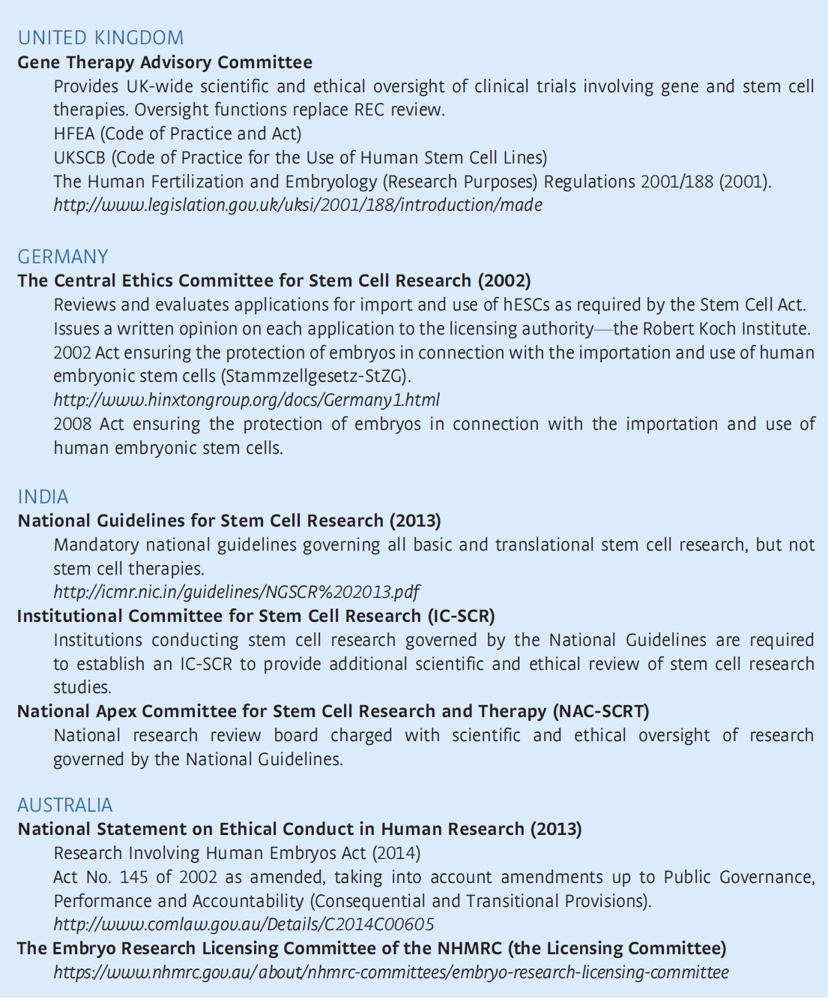 UNITED KINGDOM
Gene Therapy Advisory Committee
Provides UK-wide scientific and ethical oversight of clinical trials involving gene and stem cell
therapies. Oversight functions replace REC review.
HFEA (Code of Practice and Act)
UKSCB (Code of Practice for the Use of Human Stem Cell Lines)
The Human Fertilization and Embryology (Research Purposes) Regulations 2001/188 (2001).
http://www.legislation.gov.uk/uksi/2001/188/introduction/made
GERMANY
The Central Ethics Committee for Stem Cell Research (2002)
Reviews and evaluates applications for import and use of hESCs as required by the Stem Cell Act.
Issues a written opinion on each application to the licensing authority—the Robert Koch Institute.
2002 Act ensuring the protection of embryos in connection with the importation and use of human
embryonic stem cells (Stammzellgesetz-StZG).
http://www.hinxtongroup.org/docs/Germany1.html
2008 Act ensuring the protection of embryos in connection with the importation and use of
human embryonic stem cells.
INDIA
National Guidelines for Stem Cell Research (2013)
Mandatory national guidelines governing all basic and translational stem cell research, but not
stem cell therapies.
http://icmr.nic.in/guidelines/NGSCR%202013.pdf
Institutional Committee for Stem Cell Research (IC-SCR)
Institutions conducting stem cell research governed by the National Guidelines are required
to establish an IC-SCR to provide additional scientific and ethical review of stem cell research
studies.
National Apex Committee for Stem Cell Research and Therapy (NAC-SCRT)
National research review board charged with scientific and ethical oversight of research
governed by the National Guidelines.
AUSTRALIA
National Statement on Ethical Conduct in Human Research (2013)
Research Involving Human Embryos Act (2014)
Act No. 145 of 2002 as amended, taking into account amendments up to Public Governance,
Performance and Accountability (Consequential and Transitional Provisions).
http://www.comlaw.gov.au/Details/C2014C00605
The Embryo Research Licensing Committee of the NHMRC (the Licensing Committee)
https://www.nhmrc.gov.au/about/nhmrc-committees/embryo-research-licensing-committee